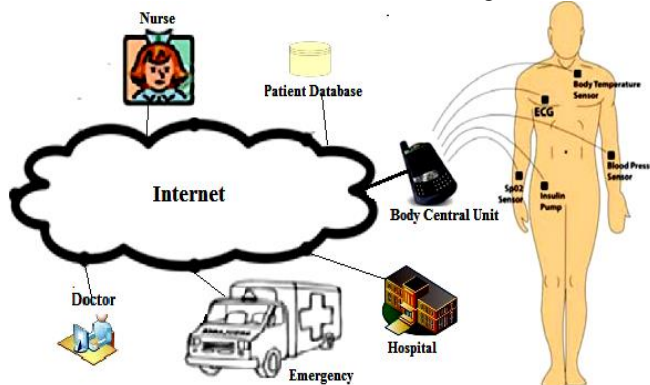 Nurse
Patient Database
Body Temperature
Sensor
ECG
Internet
Blood Press
Sensor
Sp02
Sensor
Insulin
Pump
Body Central Unit
Doctor
Hospital
Emergency